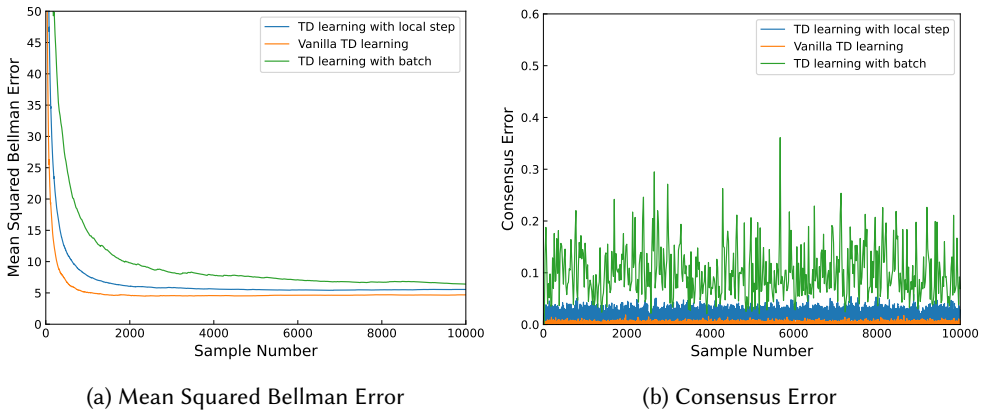 50
45
40
35
30
25
20
15
10
5
0
Mean Squared Bellman Error
TD learning with local step
Vanilla TD learning
TD learning with batch
0 2000 4000 6000 8000 10000
Sample Number
(a) Mean Squared Bellman Error
0.6
0.5
0.4
0.3
0.2
0.1
0.0
Consensus Error
TD learning with local step
Vanilla TD learning
TD learning with batch
2000 4000 6000 8000 10000
Sample Number
(b) Consensus Error